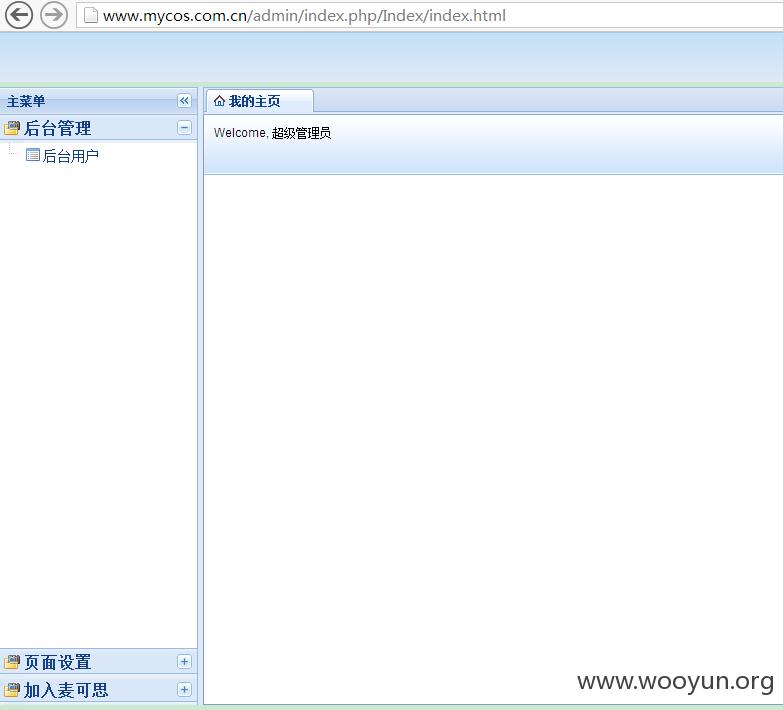 www.mycos.com.cn/admin/index.php/Index/index.html
主菜单
我的主页
后台管理
Welcome, 超级管理员
后台用户
页面设置
加入麦可思
www.wooyun.org